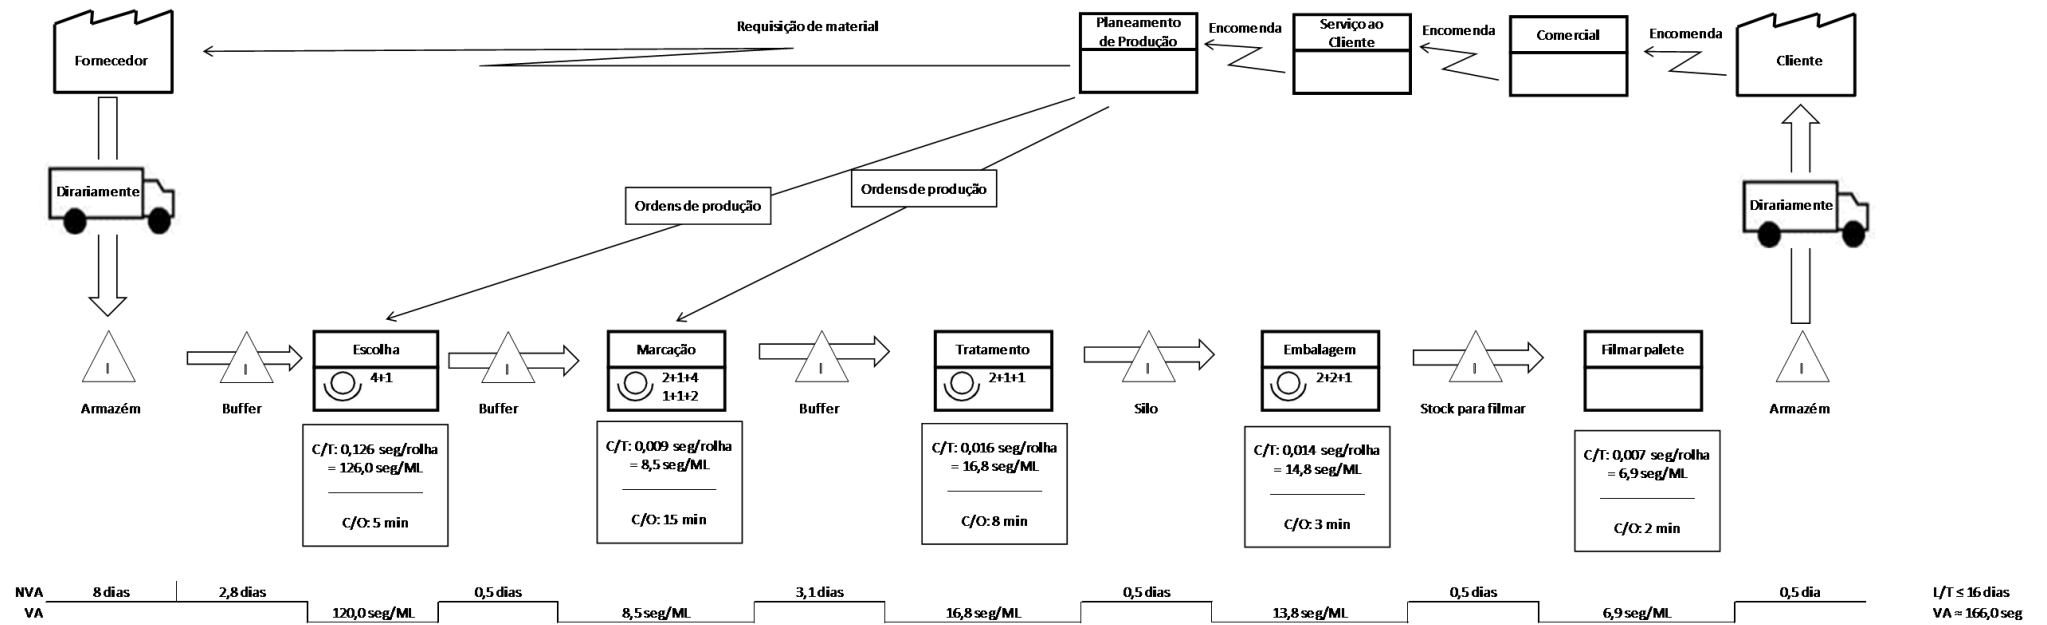 Requisição de material
Fornecedor
Planeamento
de Produção
Encomenda
Serviço ao
Cliente
Encomenda
Comercial
Encomenda
Cliente
Dirariamente
Dirariamente
Ordens de produção
Ordens de produção
I
Armazém
I
Buffer
Escolha
4+1
C/T: 0,126 seg/rolha
= 126,0 seg/ML
C/O: 5 min
I
Buffer
Marcação
2+1+4
1+1+2
C/T: 0,009 seg/rolha
= 8,5 seg/ML
C/O: 15 min
I
Buffer
Tratamento
2+1+1
C/T: 0,016 seg/rolha
= 16,8 seg/ML
C/O: 8 min
I
Silo
Embalagem
2+2+1
C/T: 0,014 seg/rolha
= 14,8 seg/ML
C/O: 3 min
I
Stock para filmar
Filmar palete
C/T: 0,007 seg/rolha
= 6,9 seg/ML
C/O: 2 min
I
Armazém
NVA 8 dias 2,8 dias 0,5 dias 3,1 dias 0,5 dias 0,5 dias 0,5 dia L/T ≤ 16 dias
VA 120,0 seg/ML 8,5 seg/ML 16,8 seg/ML 13,8 seg/ML 6,9 seg/ML VA ≈ 166,0 seg